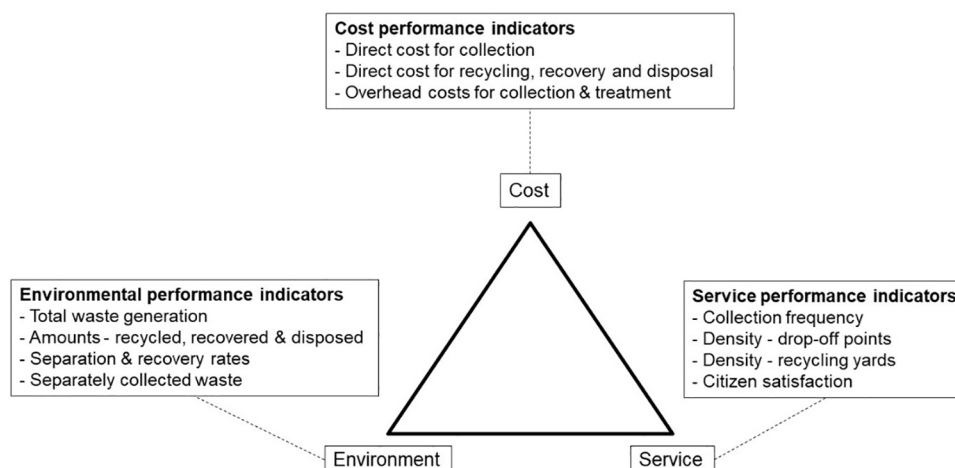 Cost performance indicators
- Direct cost for collection
- Direct cost for recycling, recovery and disposal
- Overhead costs for collection & treatment
Cost
Environmental performance indicators
- Total waste generation
- Amounts - recycled, recovered & disposed
- Separation & recovery rates
- Separately collected waste
Service performance indicators
- Collection frequency
- Density - drop-off points
- Density - recycling yards
- Citizen satisfaction
Environment
Service